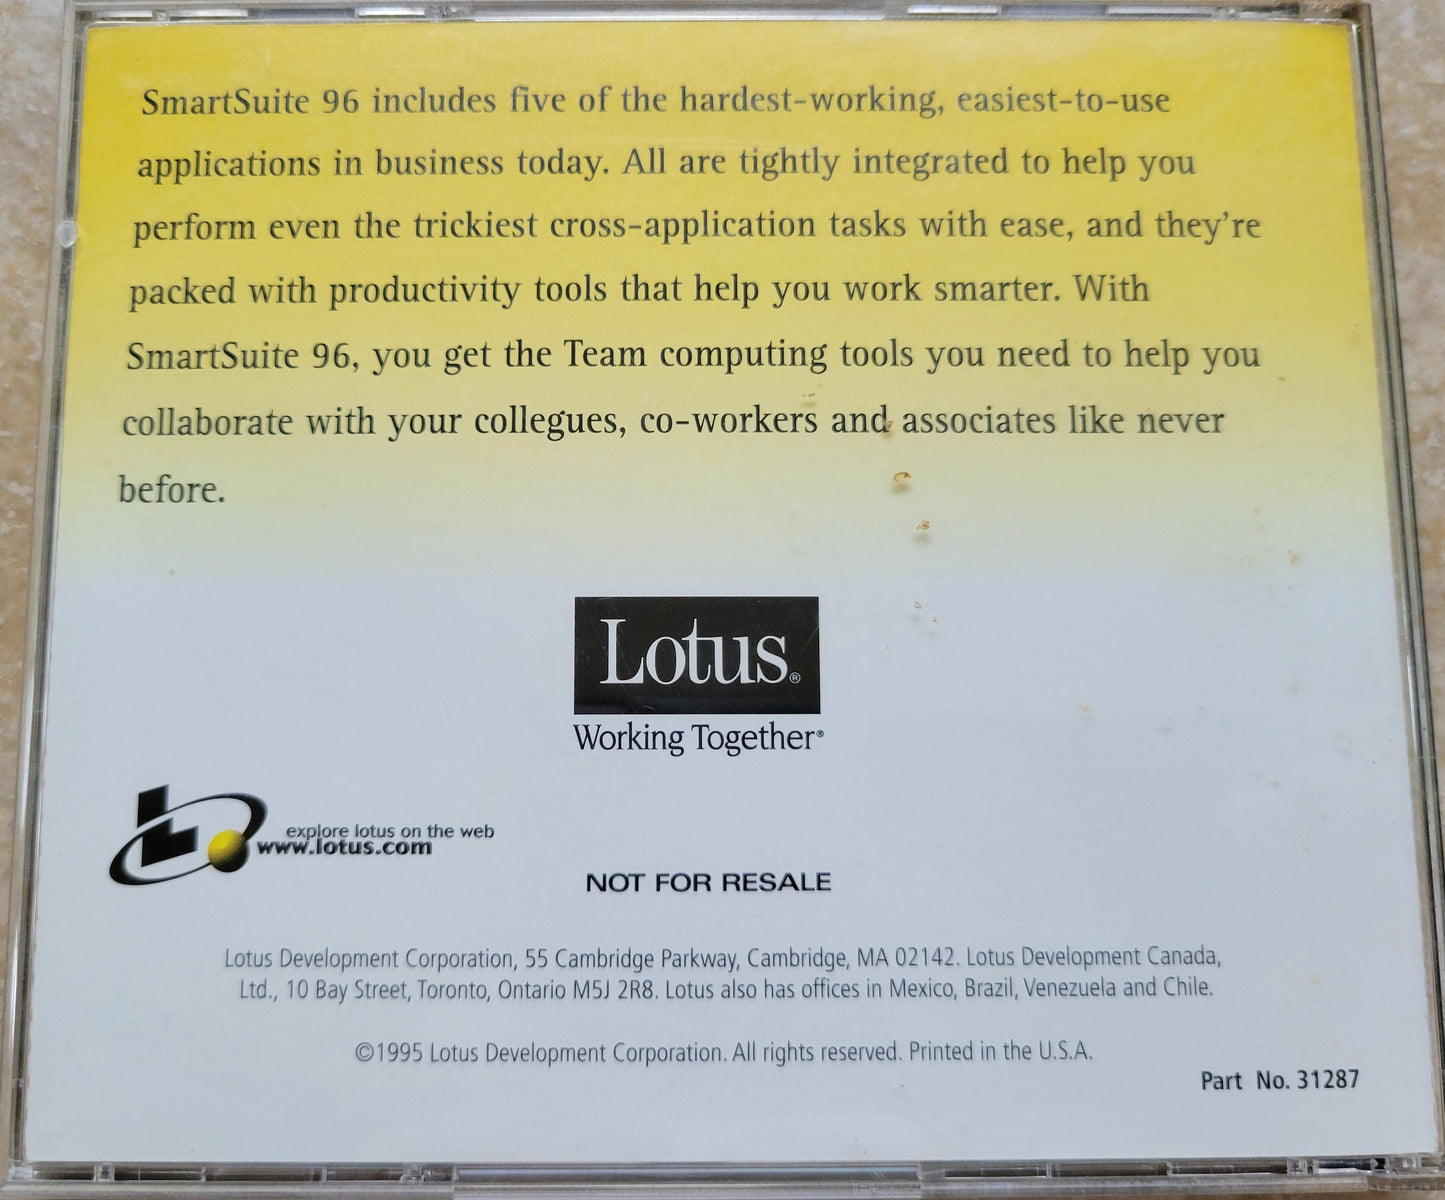 SmartSuite 96 includes five of the hardest-working, easiest-to-use
applications in business today. All are tightly integrated to help you
perform even the trickiest cross-application tasks with ease, and they're
packed with productivity tools that help you work smarter. With
SmartSuite 96, you get the Team computing tools you need to help you
collaborate with your collegues, co-workers and associates like never
before.
Lotus®
Working Together®
L
explore lotus on the web
www.lotus.com
NOT FOR RESALE
Lotus Development Corporation, 55 Cambridge Parkway, Cambridge, MA 02142. Lotus Development Canada,
Ltd., 10 Bay Street, Toronto, Ontario M5J 2R8. Lotus also has offices in Mexico, Brazil, Venezuela and Chile.
©1995 Lotus Development Corporation. All rights reserved. Printed in the U.S.A.
Part No. 31287